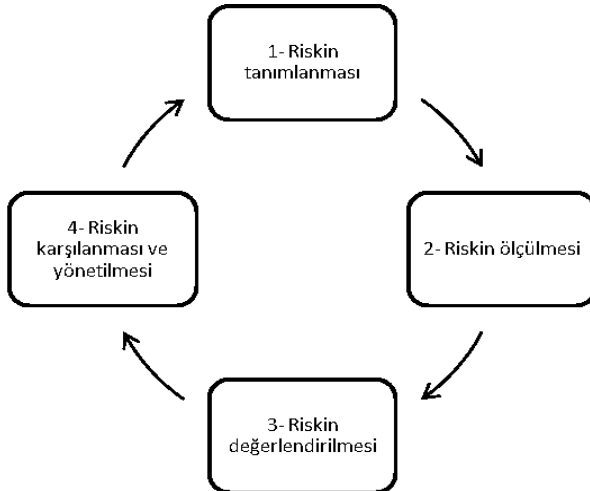 1- Riskin
tanımlanması
2- Riskin ölçülmesi
3- Riskin
değerlendirilmesi
4- Riskin
karşılanması ve
yönetilmesi